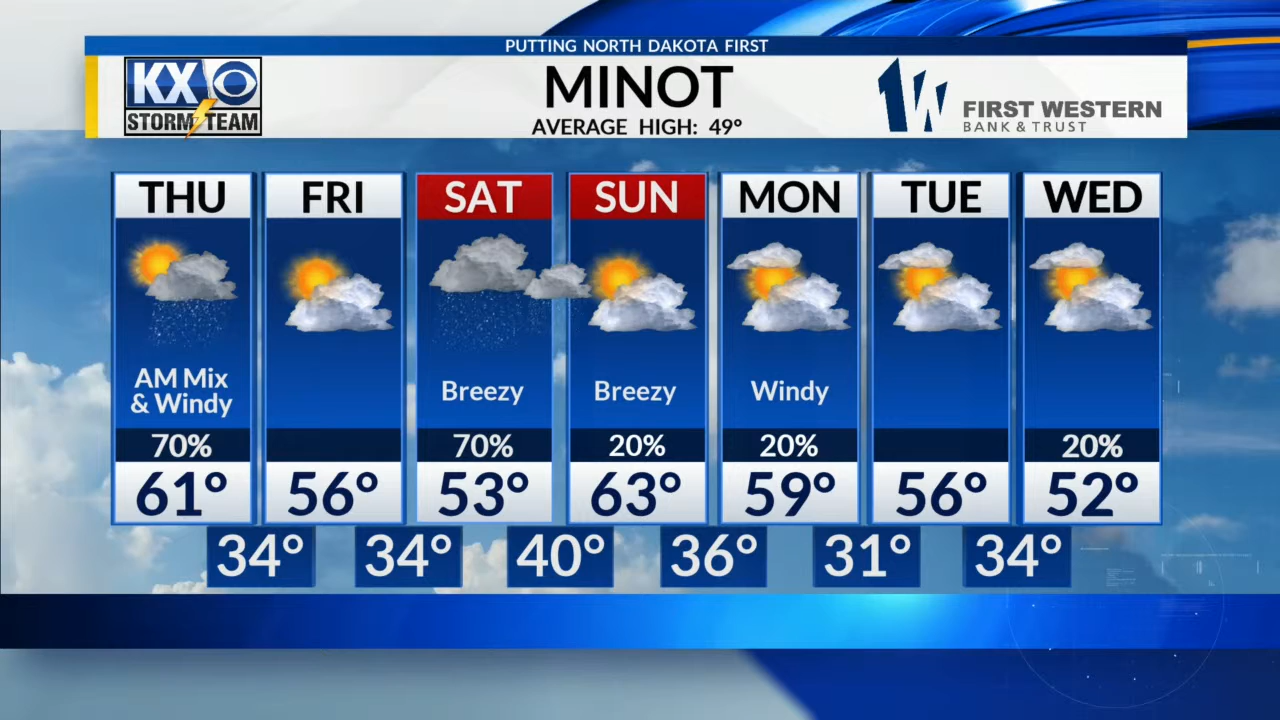 PUTTING NORTH DAKOTA FIRST
KX
STORM TEAM
MINOT
AVERAGE HIGH: 49°
1W
FIRST WESTERN
BANK & TRUST
THU
FRI
SAT
SUN
MON
TUE
WED
AM Mix
& Windy
Breezy
Breezy
Windy
70%
70%
20%
20%
20%
61°
56°
53°
63°
59°
56°
52°
34°
34°
40°
36°
31°
34°